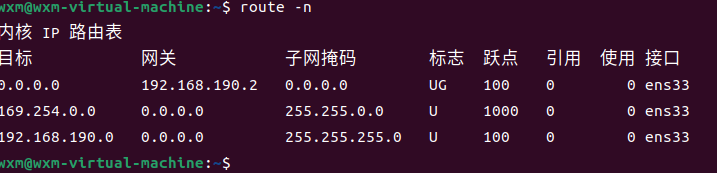 wxm@wxm-virtual-machine:~$ route -n
内核 IP 路由表
目标 网关 子网掩码 标志 跃点 引用 使用 接口
0.0.0.0 192.168.190.2 0.0.0.0 UG 100 0 0 ens33
169.254.0.0 0.0.0.0 255.255.0.0 U 1000 0 0 ens33
192.168.190.0 0.0.0.0 255.255.255.0 U 100 0 0 ens33
wxm@wxm-virtual-machine:~$